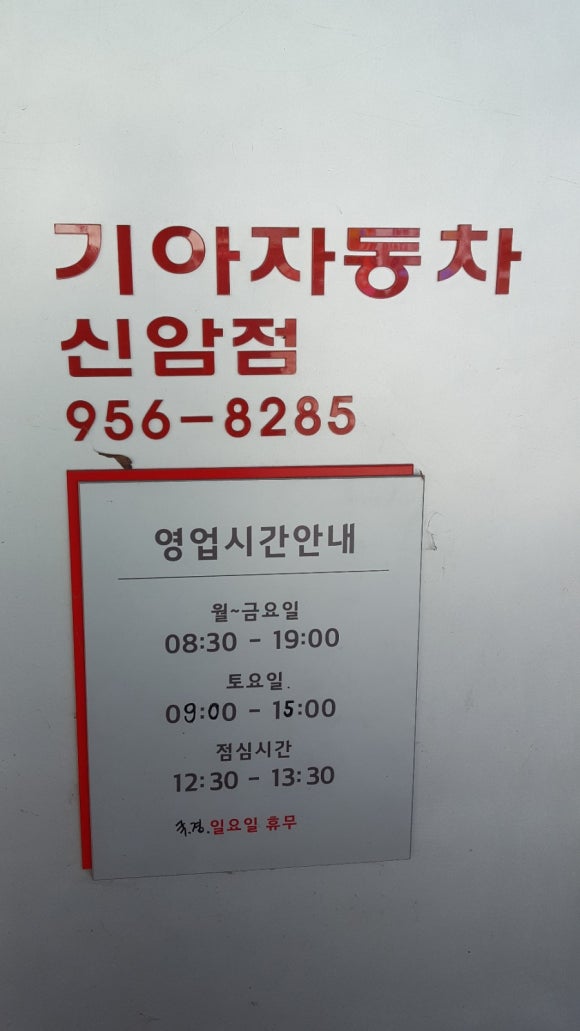 기아자동차
신암점
956-8285
영업시간안내
월~금요일
08:30 - 19:00
토요일.
09:00 - 15:00
점심시간
12:30 - 13:30
일요일 휴무